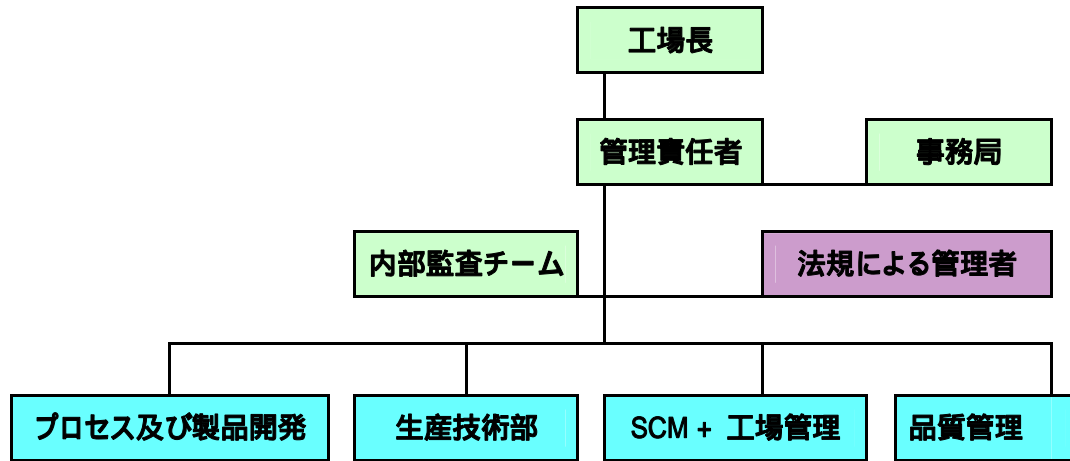 工場長
管理責任者
事務局
内部監査チーム
法規による管理者
プロセス及び製品開発
生産技術部
SCM + 工場管理
品質管理